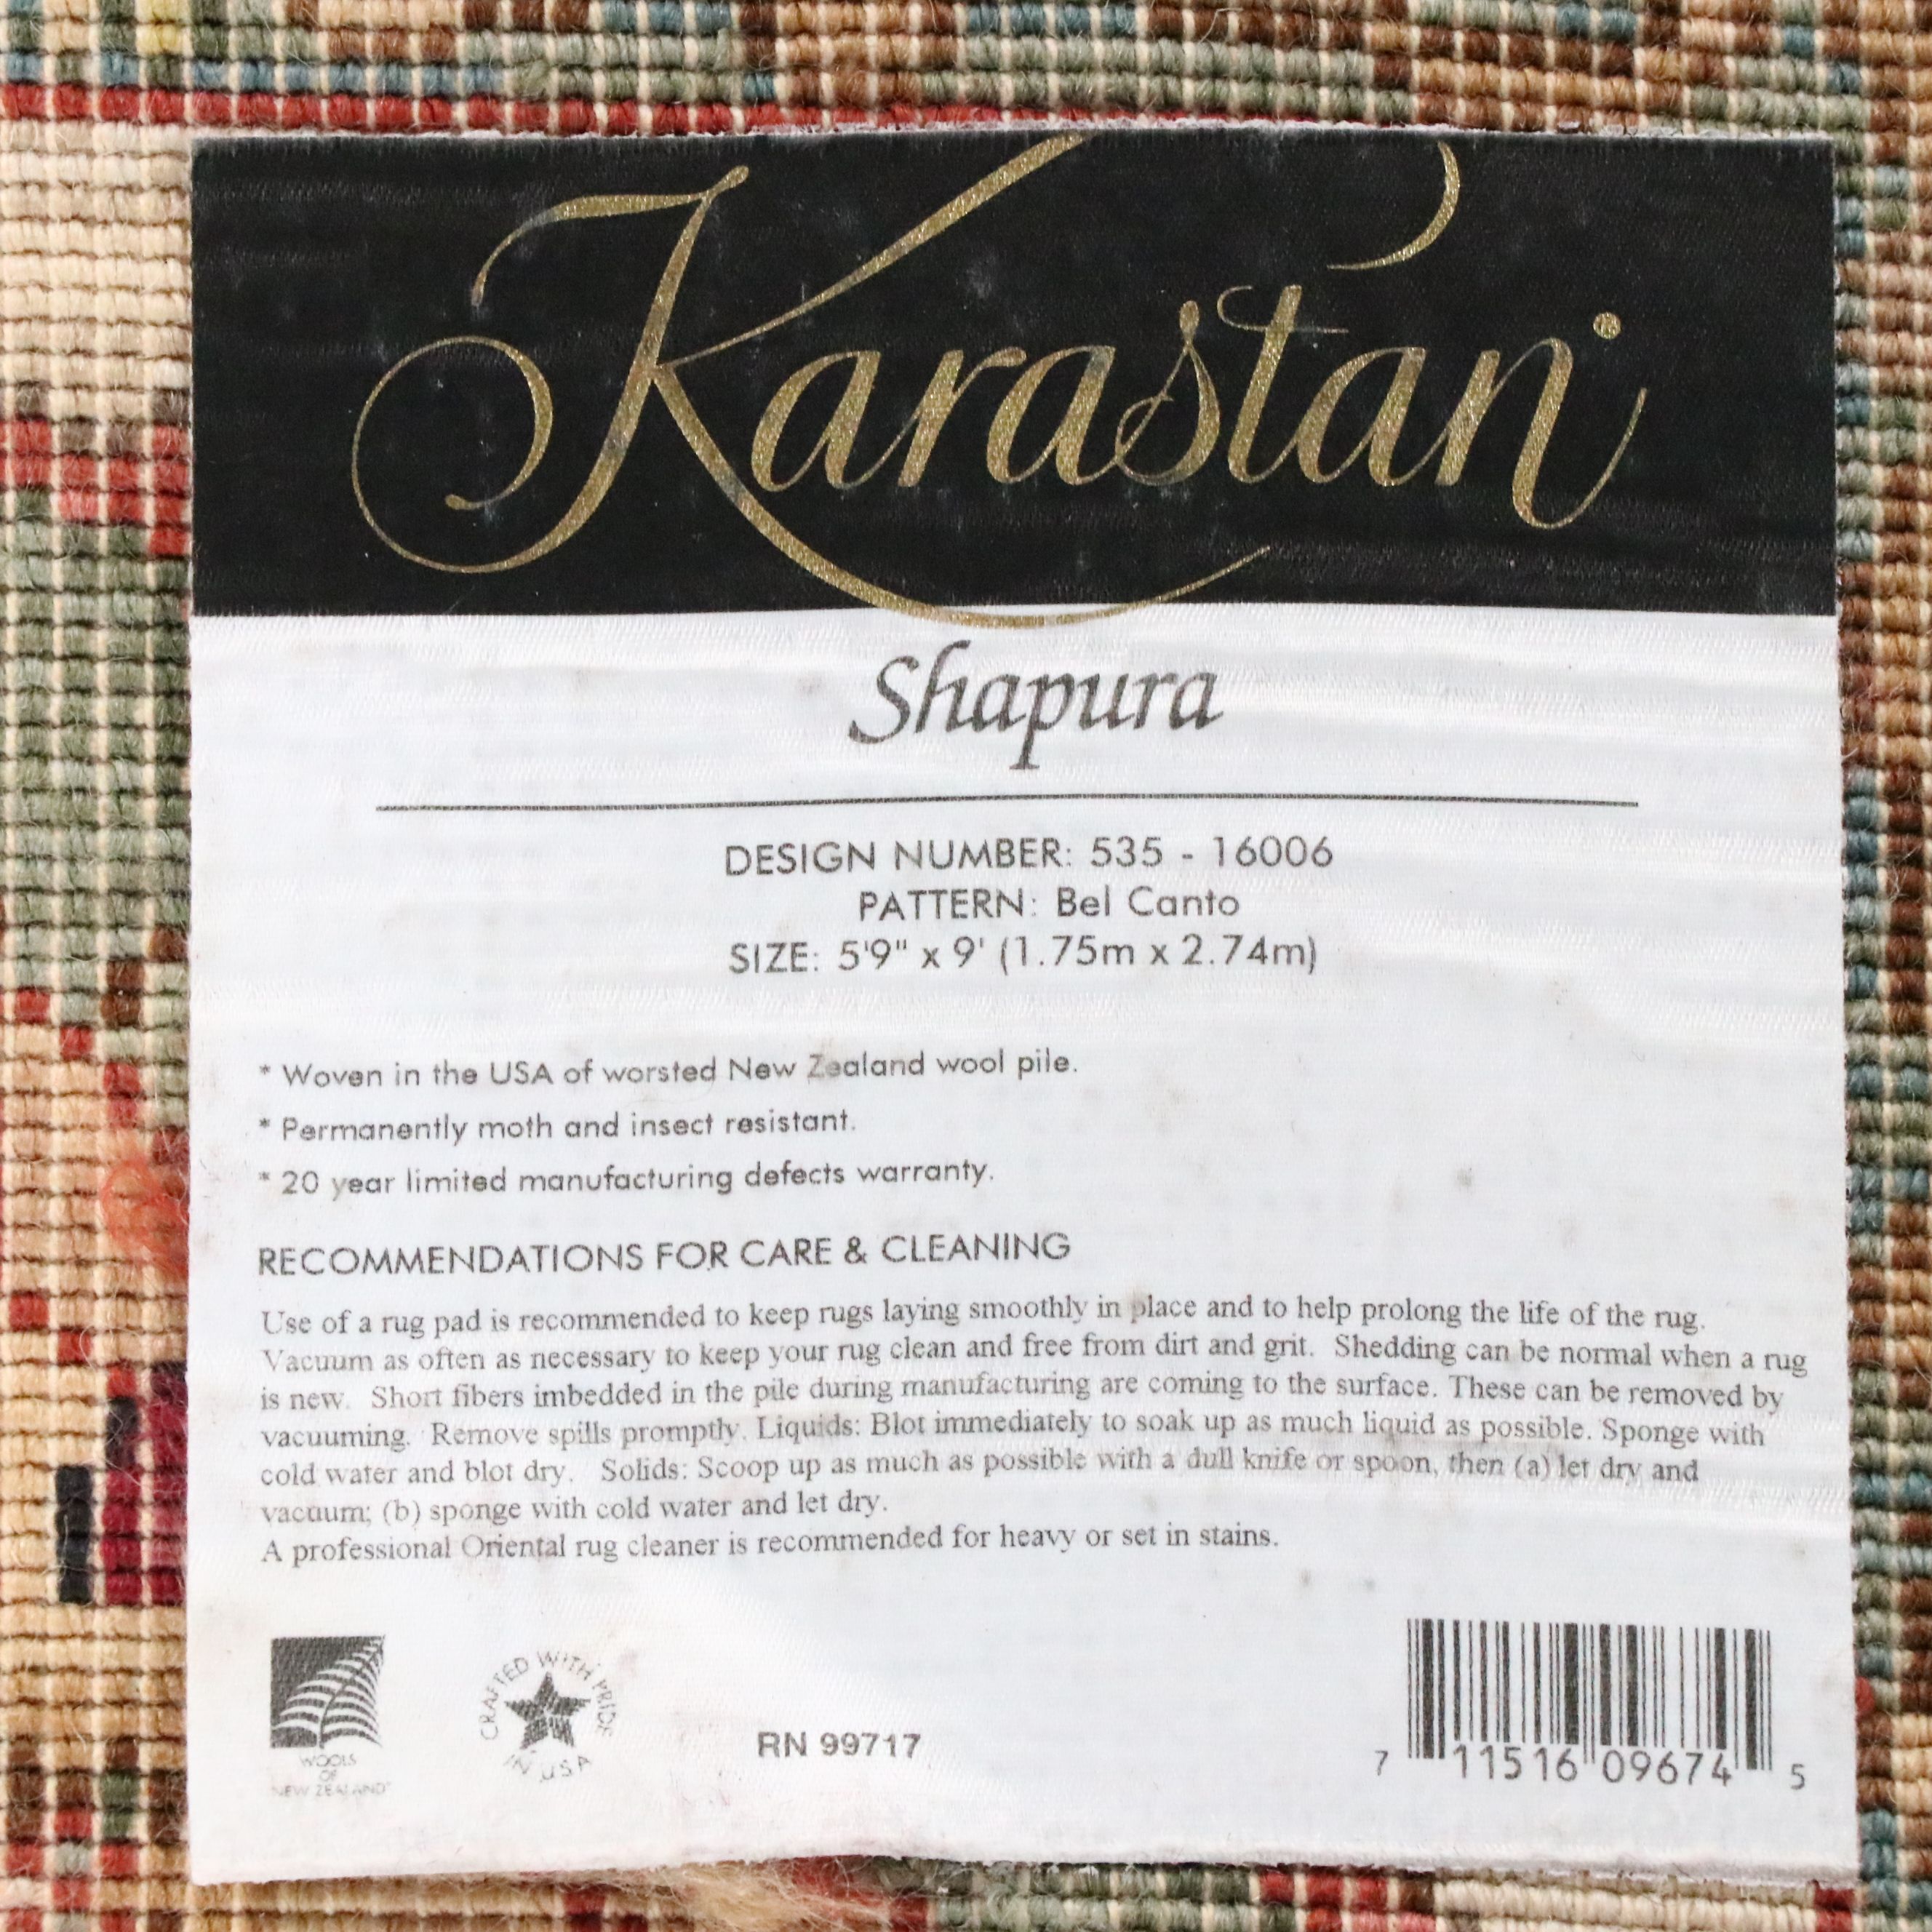 Karastan
Shapura
DESIGN NUMBER: 535 - 16006
PATTERN: Bel Canto
SIZE: 5'9" x 9' (1.75m x 2.74m)
* Woven in the USA of worsted New Zealand wool pile.
* Permanently moth and insect resistant.
* 20 year limited manufacturing defects warranty.
RECOMMENDATIONS FOR CARE & CLEANING
Use of a rug pad is recommended to keep rugs laying smoothly in place and to help prolong the life of the rug.
Vacuum as often as necessary to keep your rug clean and free from dirt and grit. Shedding can be normal when a rug
is new. Short fibers imbedded in the pile during manufacturing are coming to the surface. These can be removed by
vacuuming. Remove spills promptly. Liquids: Blot immediately to soak up as much liquid as possible. Sponge with
cold water and blot dry. Solids: Scoop up as much as possible with a dull knife or spoon, then (a) let dry and
vacuum; (b) sponge with cold water and let dry.
A professional Oriental rug cleaner is recommended for heavy or set in stains.
WOOLS
OF
NEW ZEALAND
CRAFTED WITH PRIDE
IN USA
RN 99717
7 11516 09674 5